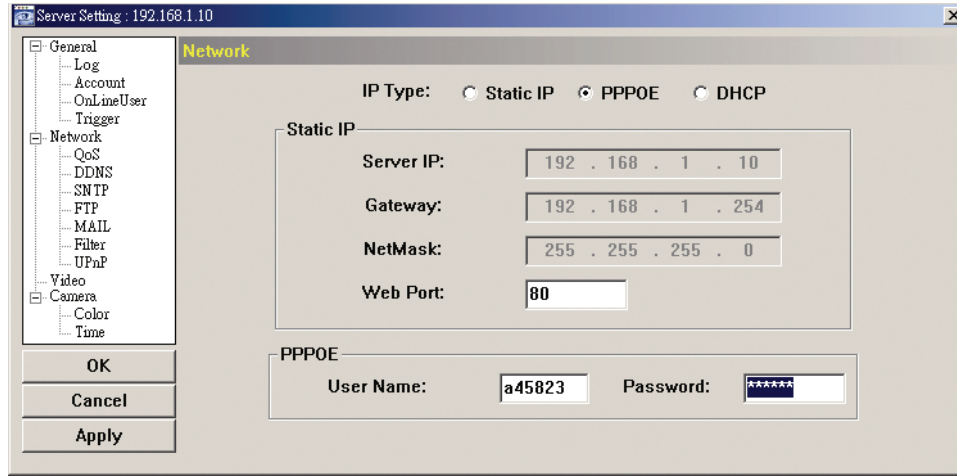 Server Setting : 192.168.1.10
General
Log
Account
OnLineUser
Trigger
Network
QoS
DDNS
SNTP
FTP
MAIL
Filter
UPnP
Video
Camera
Color
Time
OK
Cancel
Apply
Network
IP Type: Static IP PPPOE DHCP
Static IP
Server IP: 192 . 168 . 1 . 10
Gateway: 192 . 168 . 1 . 254
NetMask: 255 . 255 . 255 . 0
Web Port: 80
PPPOE
User Name: a45823 Password: ******